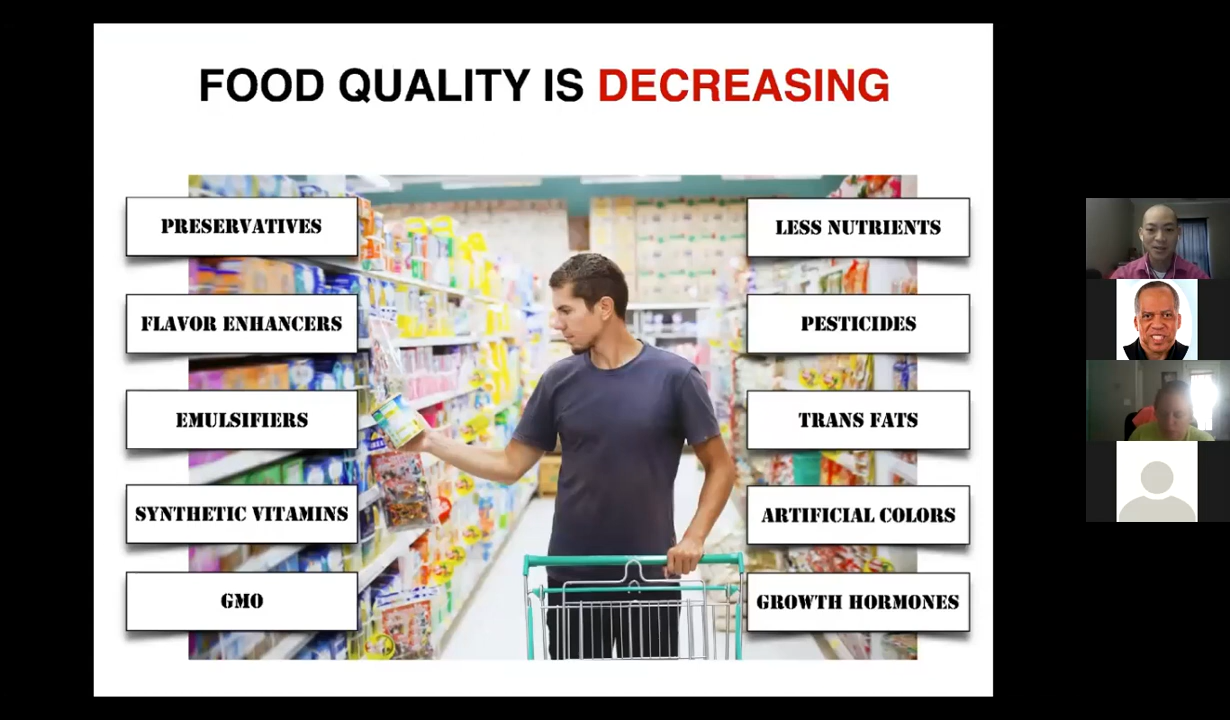 FOOD QUALITY IS DECREASING
PRESERVATIVES
FLAVOR ENHANCERS
EMULSIFIERS
SYNTHETIC VITAMINS
GMO
LESS NUTRIENTS
PESTICIDES
TRANS FATS
ARTIFICIAL COLORS
GROWTH HORMONES